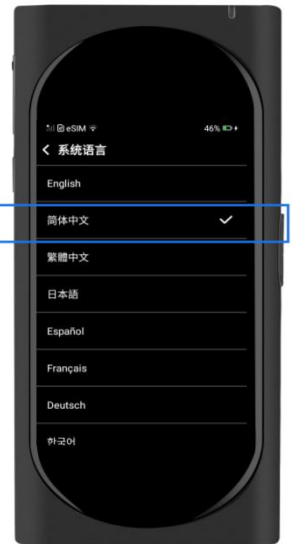 eSIM 46%
系统语言
English
简体中文
繁體中文
日本語
Español
Français
Deutsch
한국어